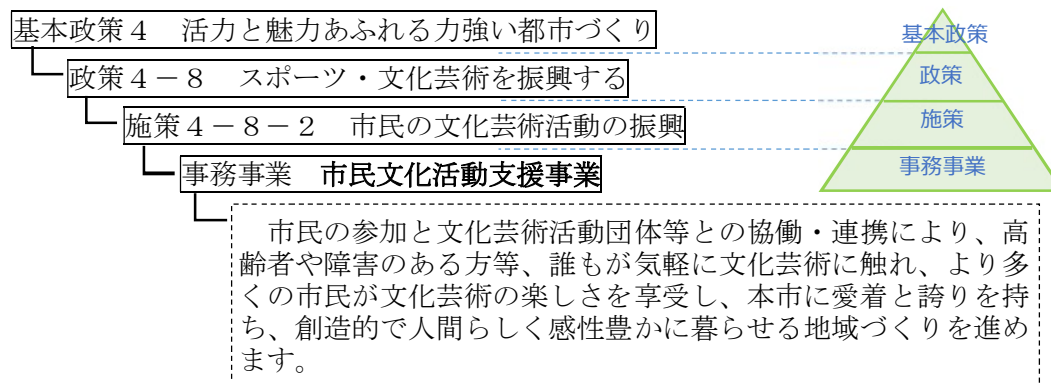 基本政策４　活力と魅力あふれる力強い都市づくり
政策４－８　スポーツ・文化芸術を振興する
施策４－８－２　市民の文化芸術活動の振興
事務事業　市民文化活動支援事業
市民の参加と文化芸術活動団体等との協働・連携により、高
齢者や障害のある方等、誰もが気軽に文化芸術に触れ、より多
くの市民が文化芸術の楽しさを享受し、本市に愛着と誇りを持
ち、創造的で人間らしく感性豊かに暮らせる地域づくりを進め
ます。
基本政策
政策
施策
事務事業